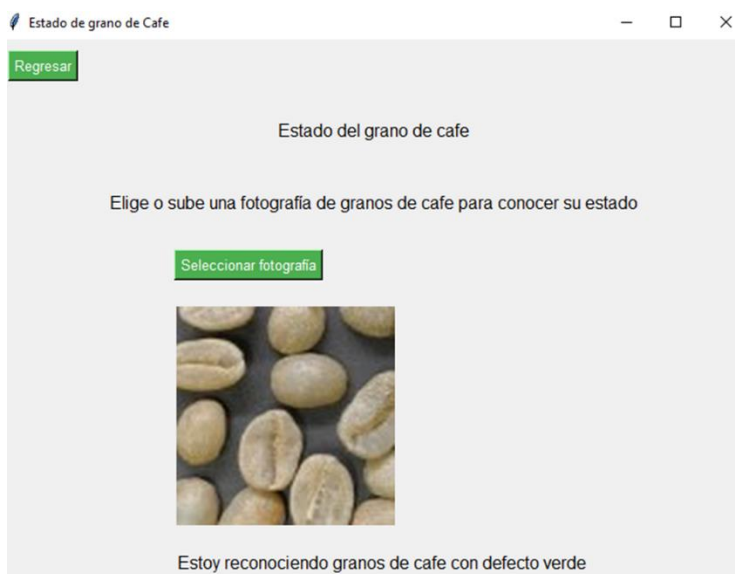 Estado de grano de Cafe
Regresar
Estado del grano de cafe
Elige o sube una fotografía de granos de cafe para conocer su estado
Seleccionar fotografía
Estoy reconociendo granos de cafe con defecto verde